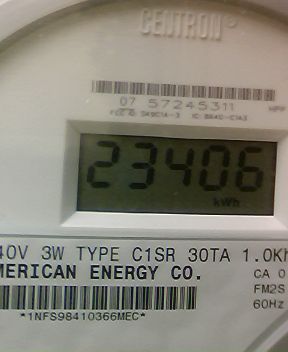 CENTRON®
07 57245311
23406
kWh
40V 3W TYPE C1SR 30TA 1.0Kh
MERICAN ENERGY CO.
CA 0
FM2S
60Hz
*1NFS98410366MEC*